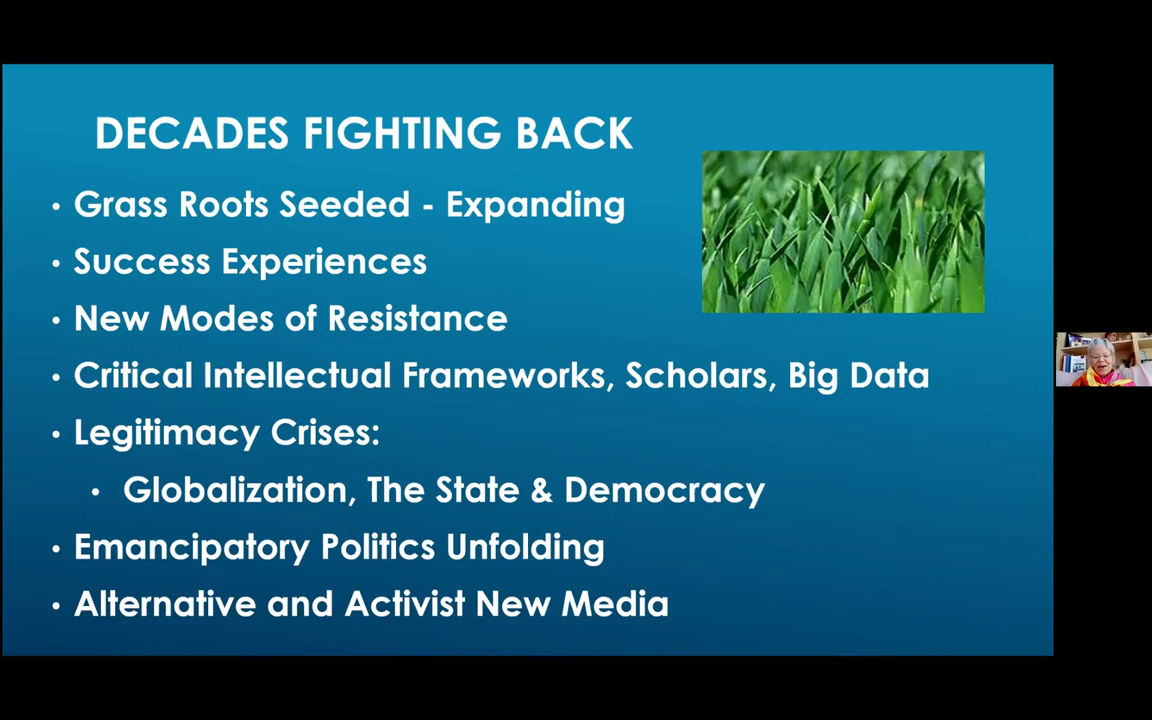 DECADES FIGHTING BACK
• Grass Roots Seeded - Expanding
• Success Experiences
• New Modes of Resistance
• Critical Intellectual Frameworks, Scholars, Big Data
• Legitimacy Crises:
• Globalization, The State & Democracy
• Emancipatory Politics Unfolding
• Alternative and Activist New Media